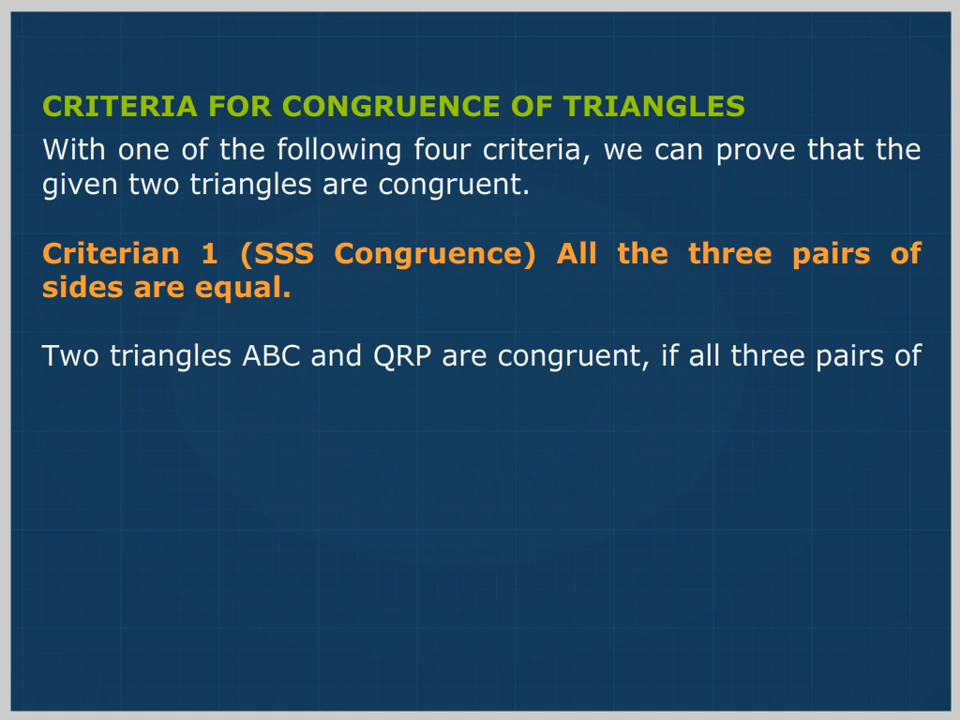 CRITERIA FOR CONGRUENCE OF TRIANGLES
With one of the following four criteria, we can prove that the
given two triangles are congruent.
Criterian 1 (SSS Congruence) All the three pairs of
sides are equal.
Two triangles ABC and QRP are congruent, if all three pairs of